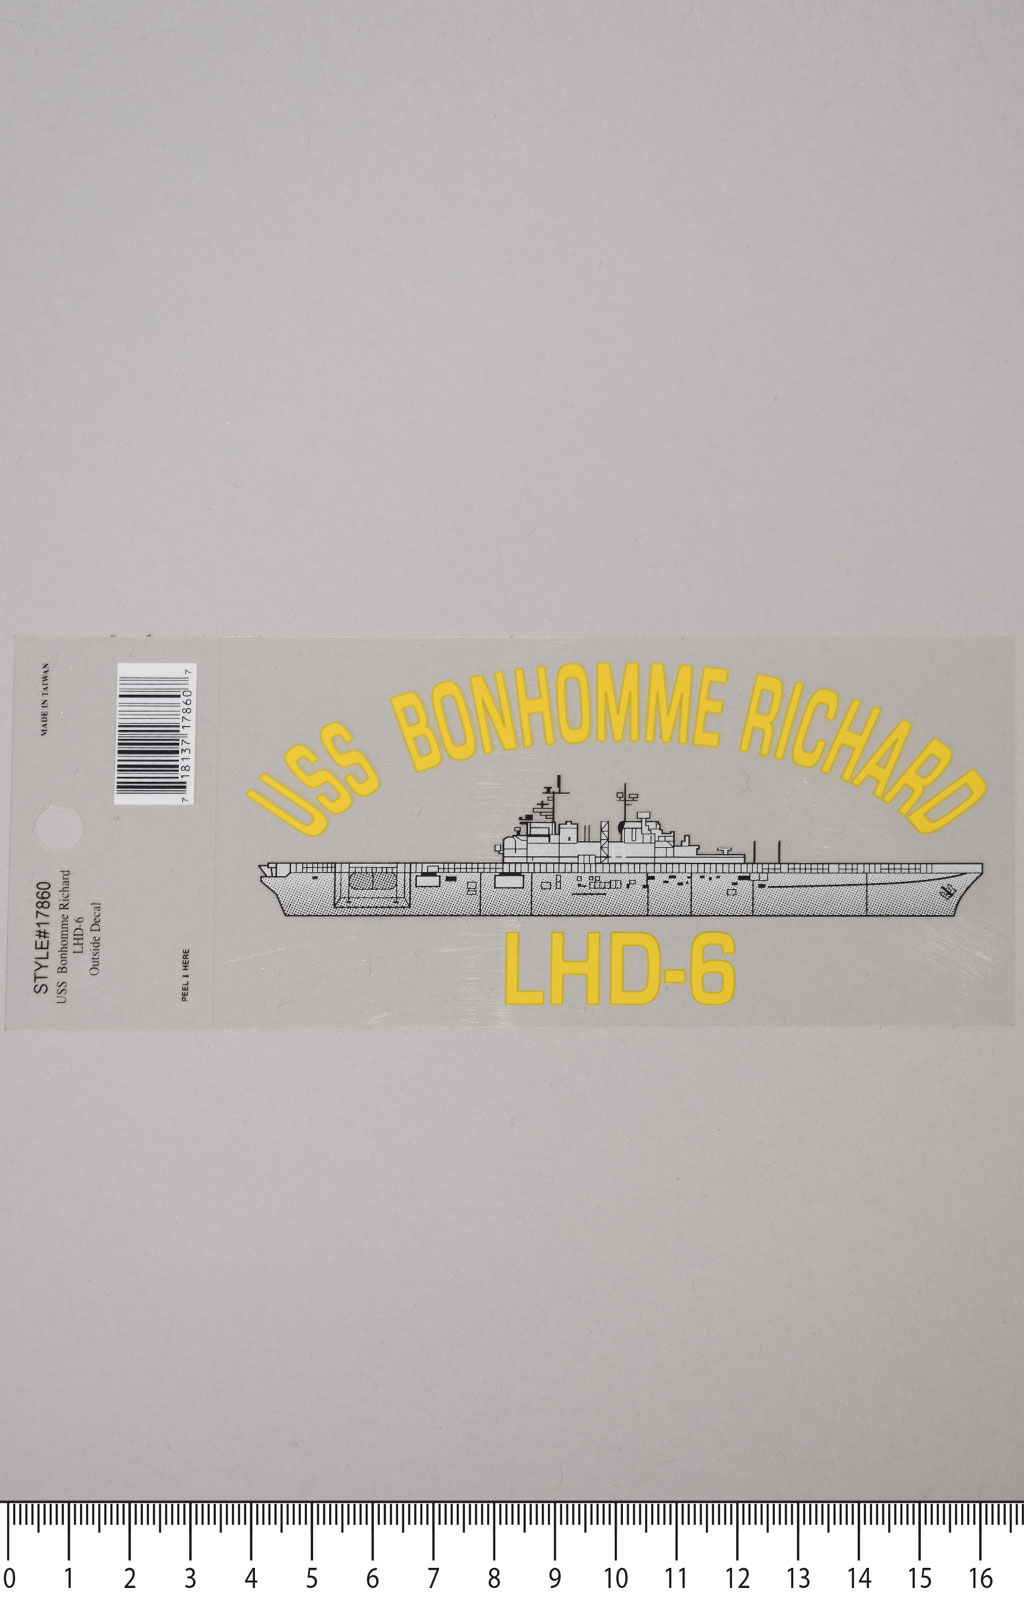 MADE IN TAIWAN
7 18137 17860 7
STYLE#17860
USS Bonhomme Richard
LHD-6
Outside Decal
PEEL HERE
USS BONHOMME RICHARD
LHD-6
0 1 2 3 4 5 6 7 8 9 10 11 12 13 14 15 16